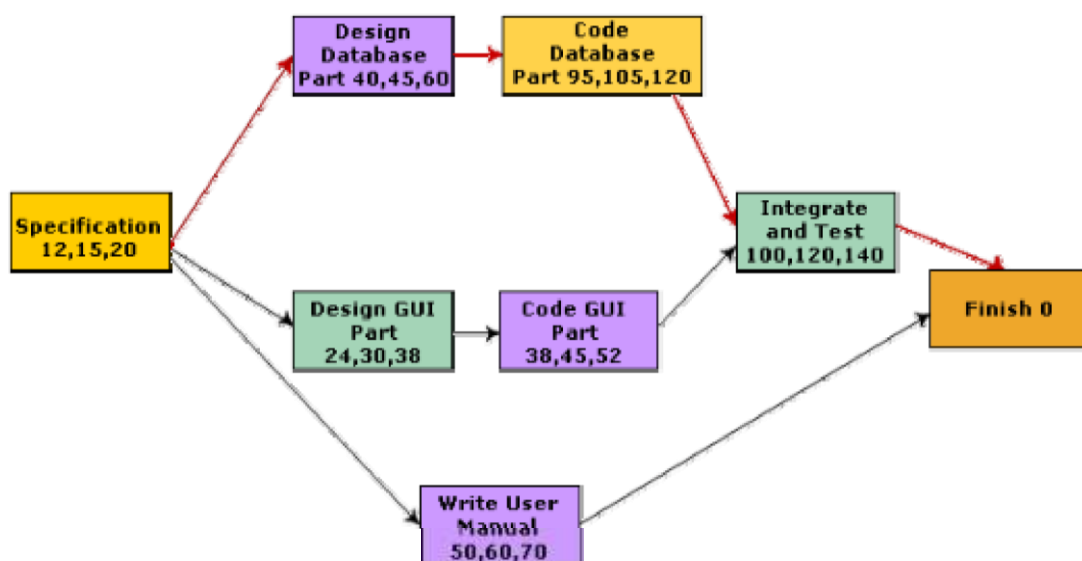 Design
Database
Part 40,45,60
Code
Database
Part 95,105,120
Specification
12,15,20
Integrate
and Test
100,120,140
Design GUI
Part
24,30,38
Code GUI
Part
38,45,52
Finish 0
Write User
Manual
50,60,70